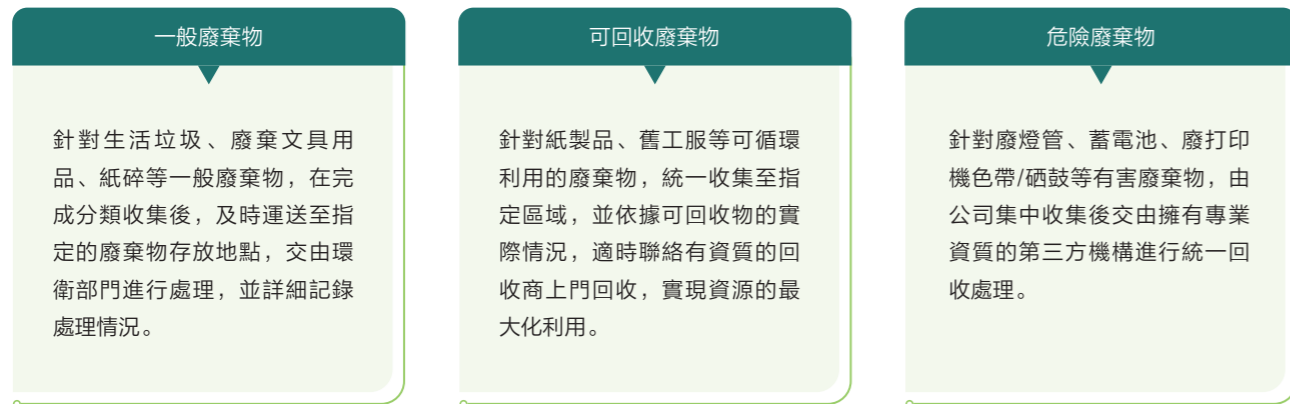 一般廢棄物
針對生活垃圾、廢棄文具用
品、紙碎等一般廢棄物，在完
成分類收集後，及時運送至指
定的廢棄物存放地點，交由環
衛部門進行處理，並詳細記錄
處理情況。
可回收廢棄物
針對紙製品、舊工服等可循環
利用的廢棄物，統一收集至指
定區域，並依據可回收物的實
際情況，適時聯絡有資質的回
收商上門回收，實現資源的最
大化利用。
危險廢棄物
針對廢燈管、蓄電池、廢打印
機色帶/硒鼓等有害廢棄物，由
公司集中收集後交由擁有專業
資質的第三方機構進行統一回
收處理。